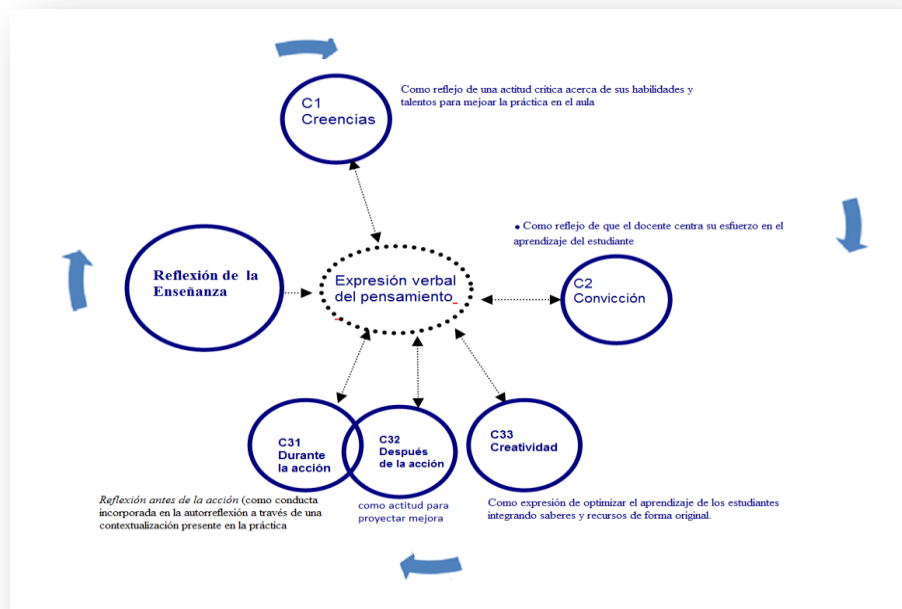 C1
Creencias
Como reflejo de una actitud crítica acerca de sus habilidades y
talentos para mejoar la práctica en el aula
• Como reflejo de que el docente centra su esfuerzo en el
aprendizaje del estudiante
Reflexión de la
Enseñanza
Expresión verbal
del pensamiento
C2
Convicción
C31
Durante
la acción
C32
Después
de la acción
C33
Creatividad
Reflexión antes de la acción (como conducta
incorporada en la autorreflexión a través de una
contextualización presente en la práctica
como actitud para
proyectar mejora
Como expresión de optimizar el aprendizaje de los estudiantes
integrando saberes y recursos de forma original.